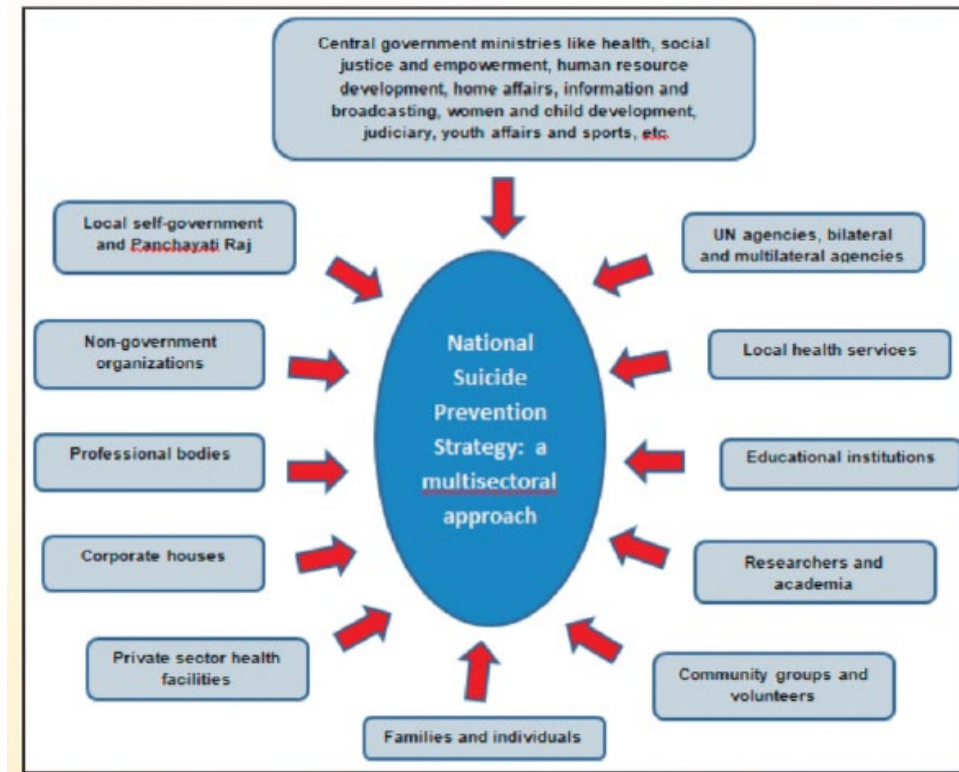 Central government ministries like health, social
justice and empowerment, human resource
development, home affairs, information and
broadcasting, women and child development,
judiciary, youth affairs and sports, etc
Local self-government
and Panchayati Raj
UN agencies, bilateral
and multilateral agencies
Non-government
organizations
Local health services
National
Suicide
Prevention
Strategy: a
multisectoral
approach
Professional bodies
Educational institutions
Corporate houses
Researchers and
academia
Private sector health
facilities
Community groups and
volunteers
Families and individuals